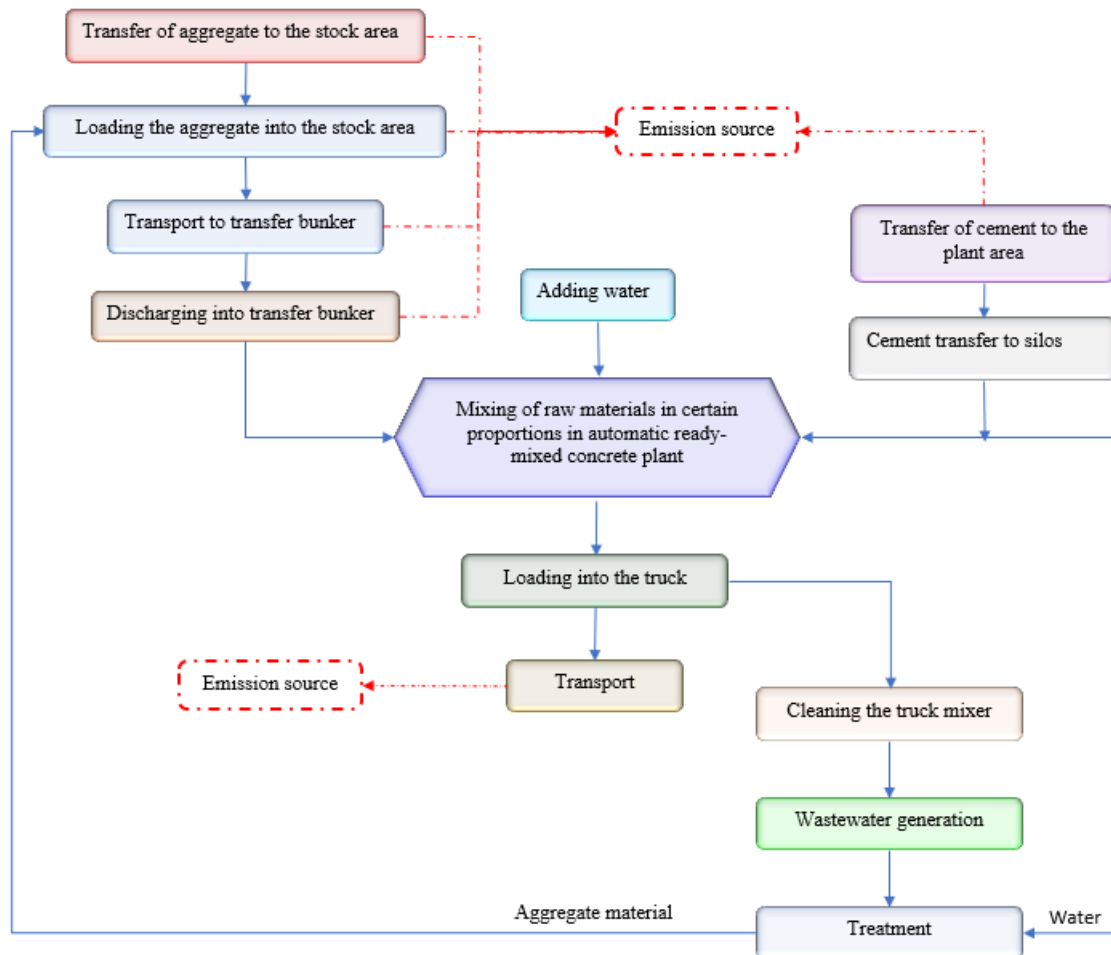 Transfer of aggregate to the stock area
Loading the aggregate into the stock area
Emission source
Transport to transfer bunker
Transfer of cement to the
plant area
Discharging into transfer bunker
Adding water
Cement transfer to silos
Mixing of raw materials in certain
proportions in automatic ready-
mixed concrete plant
Loading into the truck
Emission source
Transport
Cleaning the truck mixer
Wastewater generation
Aggregate material
Treatment
Water